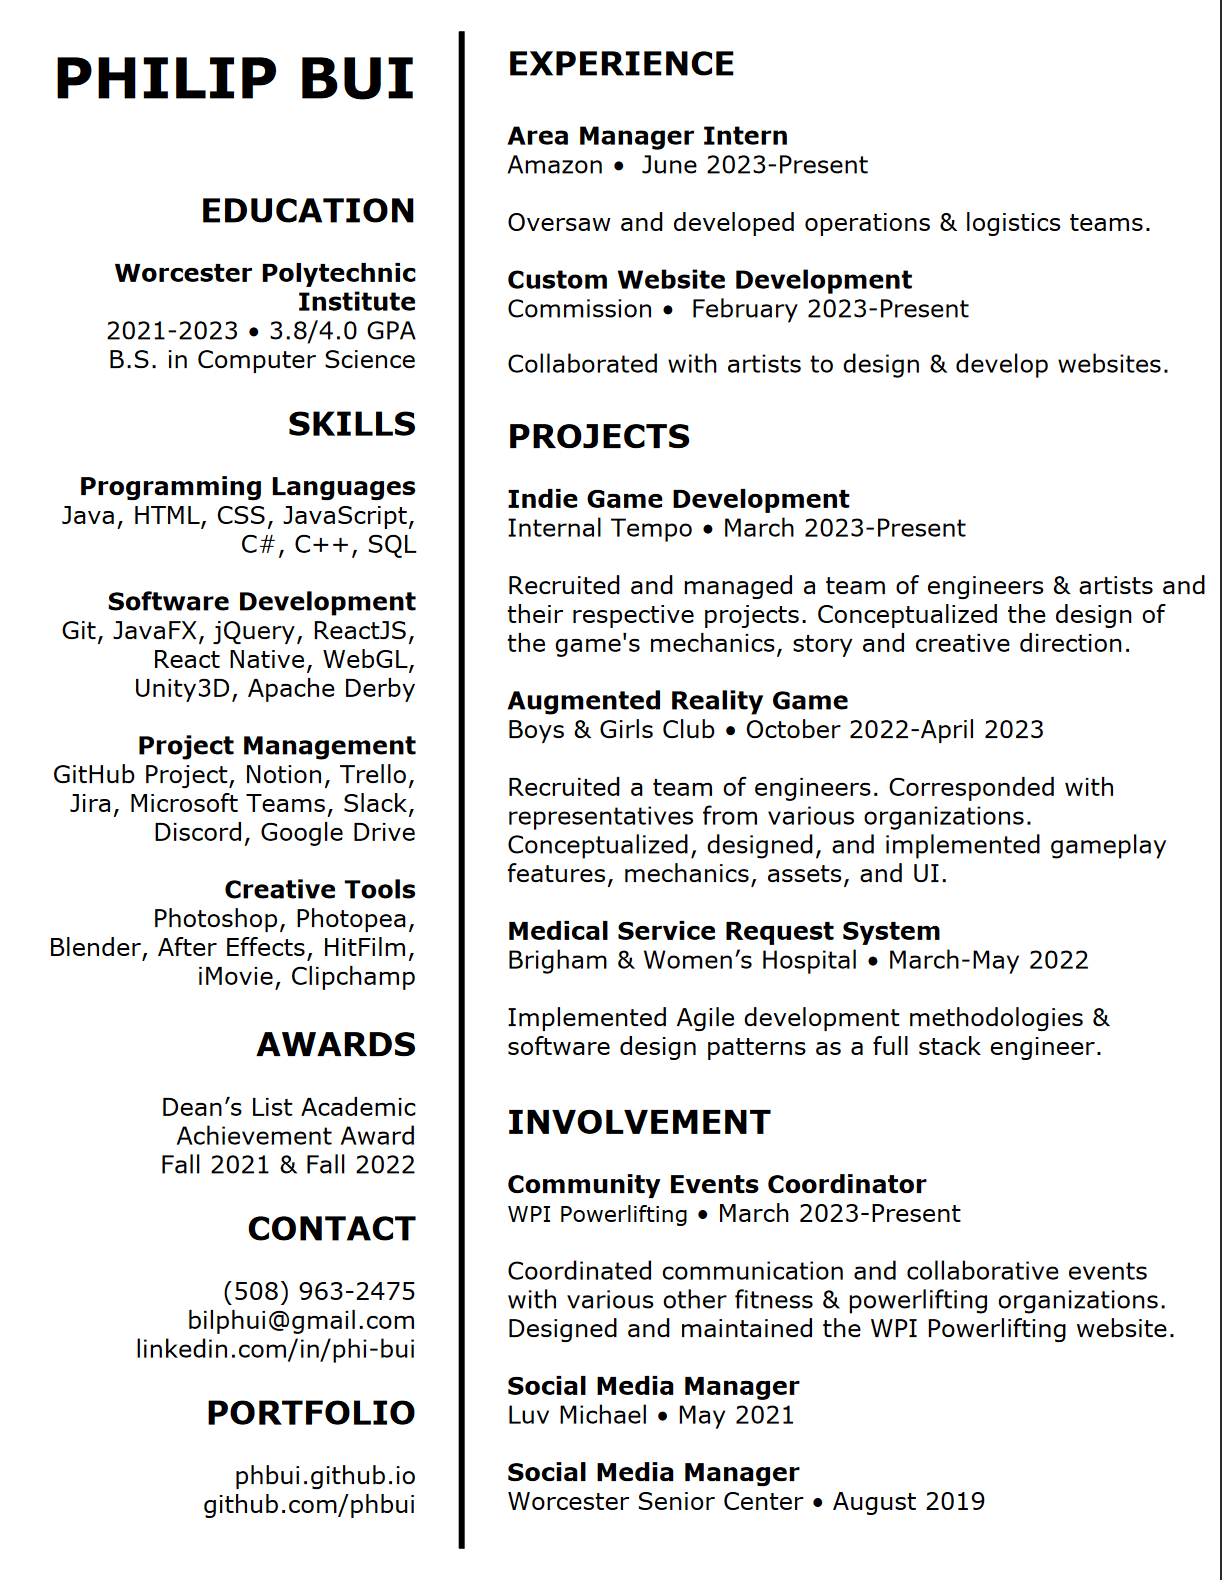 PHILIP BUI
EDUCATION
Worcester Polytechnic
Institute
2021-2023 • 3.8/4.0 GPA
B.S. in Computer Science
SKILLS
Programming Languages
Java, HTML, CSS, JavaScript,
C#, C++, SQL
Software Development
Git, JavaFX, jQuery, ReactJS,
React Native, WebGL,
Unity3D, Apache Derby
Project Management
GitHub Project, Notion, Trello,
Jira, Microsoft Teams, Slack,
Discord, Google Drive
Creative Tools
Photoshop, Photopea,
Blender, After Effects, HitFilm,
iMovie, Clipchamp
AWARDS
Dean’s List Academic
Achievement Award
Fall 2021 & Fall 2022
CONTACT
(508) 963-2475
bilphui@gmail.com
linkedin.com/in/phi-bui
PORTFOLIO
phbui.github.io
github.com/phbui
EXPERIENCE
Area Manager Intern
Amazon • June 2023-Present
Oversaw and developed operations & logistics teams.
Custom Website Development
Commission • February 2023-Present
Collaborated with artists to design & develop websites.
PROJECTS
Indie Game Development
Internal Tempo • March 2023-Present
Recruited and managed a team of engineers & artists and
their respective projects. Conceptualized the design of
the game's mechanics, story and creative direction.
Augmented Reality Game
Boys & Girls Club • October 2022-April 2023
Recruited a team of engineers. Corresponded with
representatives from various organizations.
Conceptualized, designed, and implemented gameplay
features, mechanics, assets, and UI.
Medical Service Request System
Brigham & Women’s Hospital • March-May 2022
Implemented Agile development methodologies &
software design patterns as a full stack engineer.
INVOLVEMENT
Community Events Coordinator
WPI Powerlifting • March 2023-Present
Coordinated communication and collaborative events
with various other fitness & powerlifting organizations.
Designed and maintained the WPI Powerlifting website.
Social Media Manager
Luv Michael • May 2021
Social Media Manager
Worcester Senior Center • August 2019